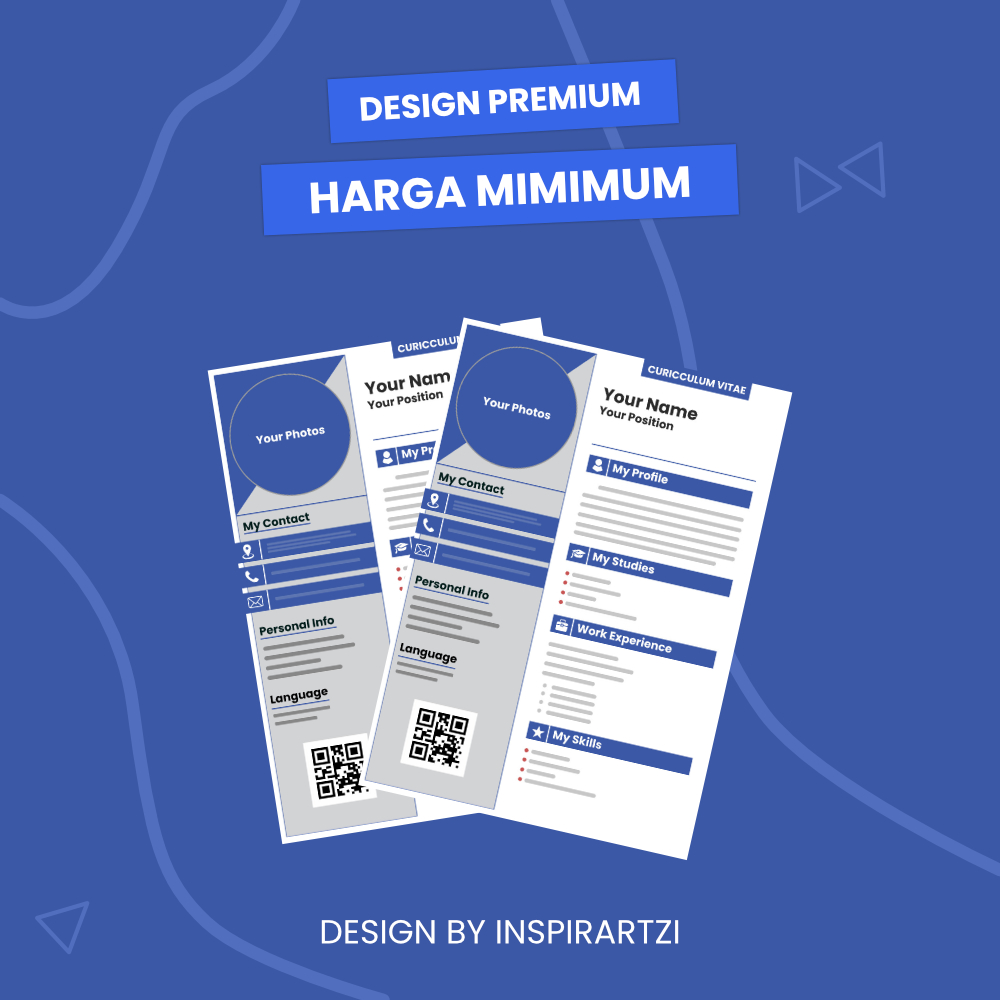 DESIGN PREMIUM
HARGA MIMIMUM
CURICCULUM
Your Nam
Your Position
Your Photos
My Pr
My Contact
Personal Info
Language
CURICCULUM VITAE
Your Name
Your Position
Your Photos
My Profile
My Contact
My Studies
Personal Info
Work Experience
Language
My Skills
DESIGN BY INSPIRARTZI